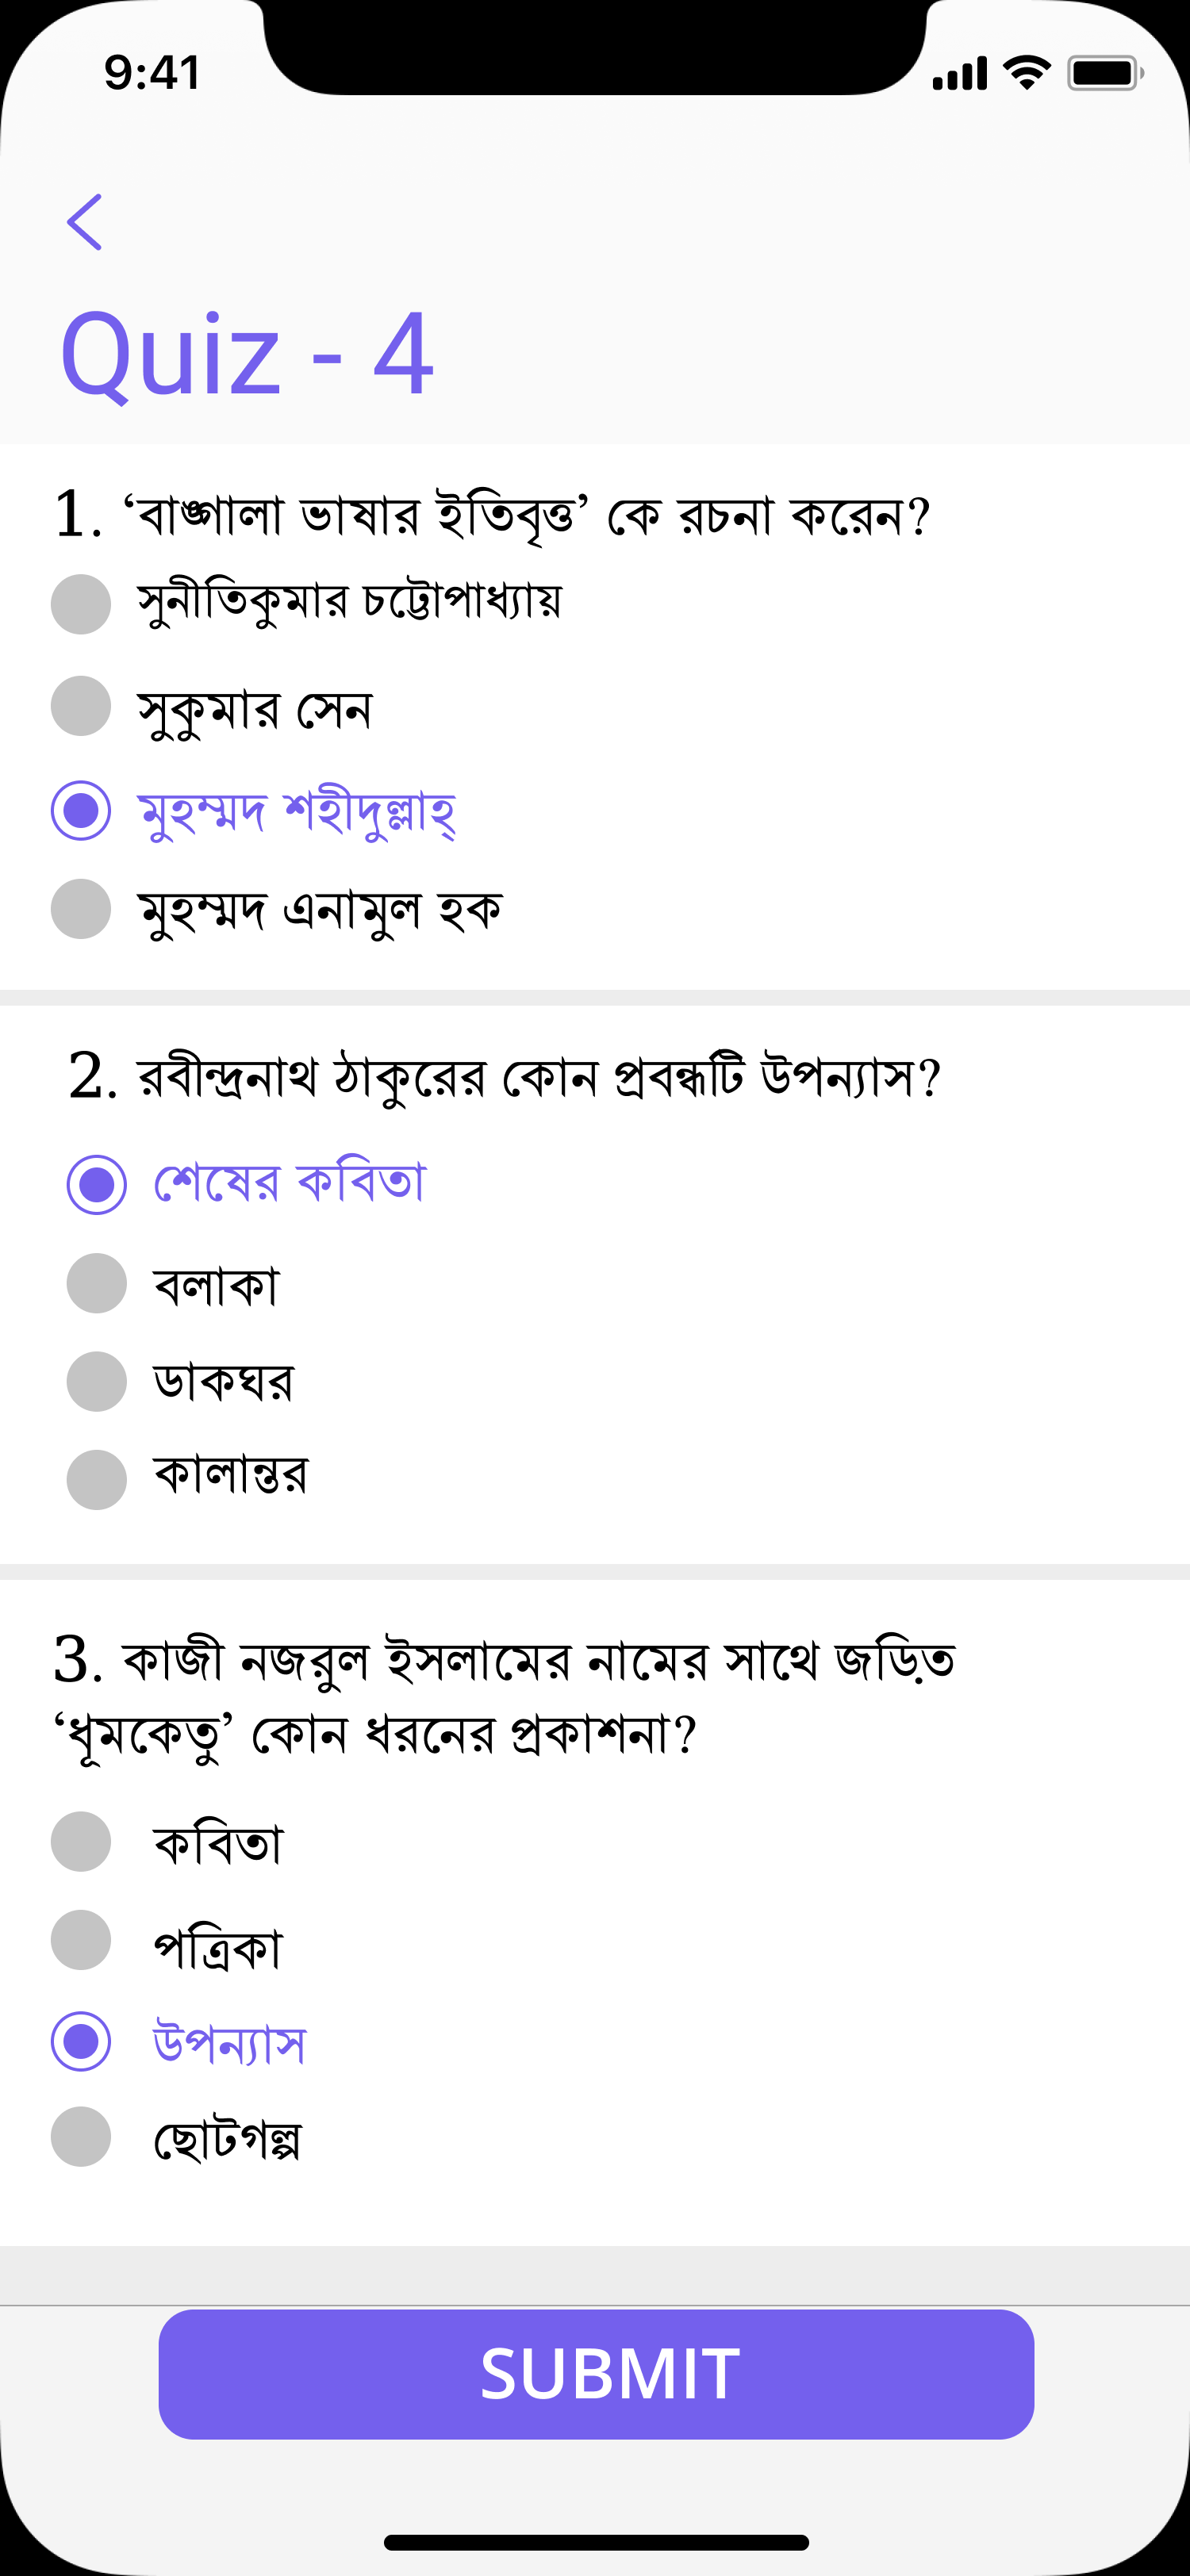 9:41
Quiz - 4
1. ‘বাঙ্গালা ভাষার ইতিবৃত্ত’ কে রচনা করেন?
সুনীতিকুমার চট্টোপাধ্যায়
সুকুমার সেন
মুহম্মদ শহীদুল্লাহ্
মুহম্মদ এনামুল হক
2. রবীন্দ্রনাথ ঠাকুরের কোন প্রবন্ধটি উপন্যাস?
শেষের কবিতা
বলাকা
ডাকঘর
কালান্তর
3. কাজী নজরুল ইসলামের নামের সাথে জড়িত
‘ধূমকেতু’ কোন ধরনের প্রকাশনা?
কবিতা
পত্রিকা
উপন্যাস
ছোটগল্প
SUBMIT